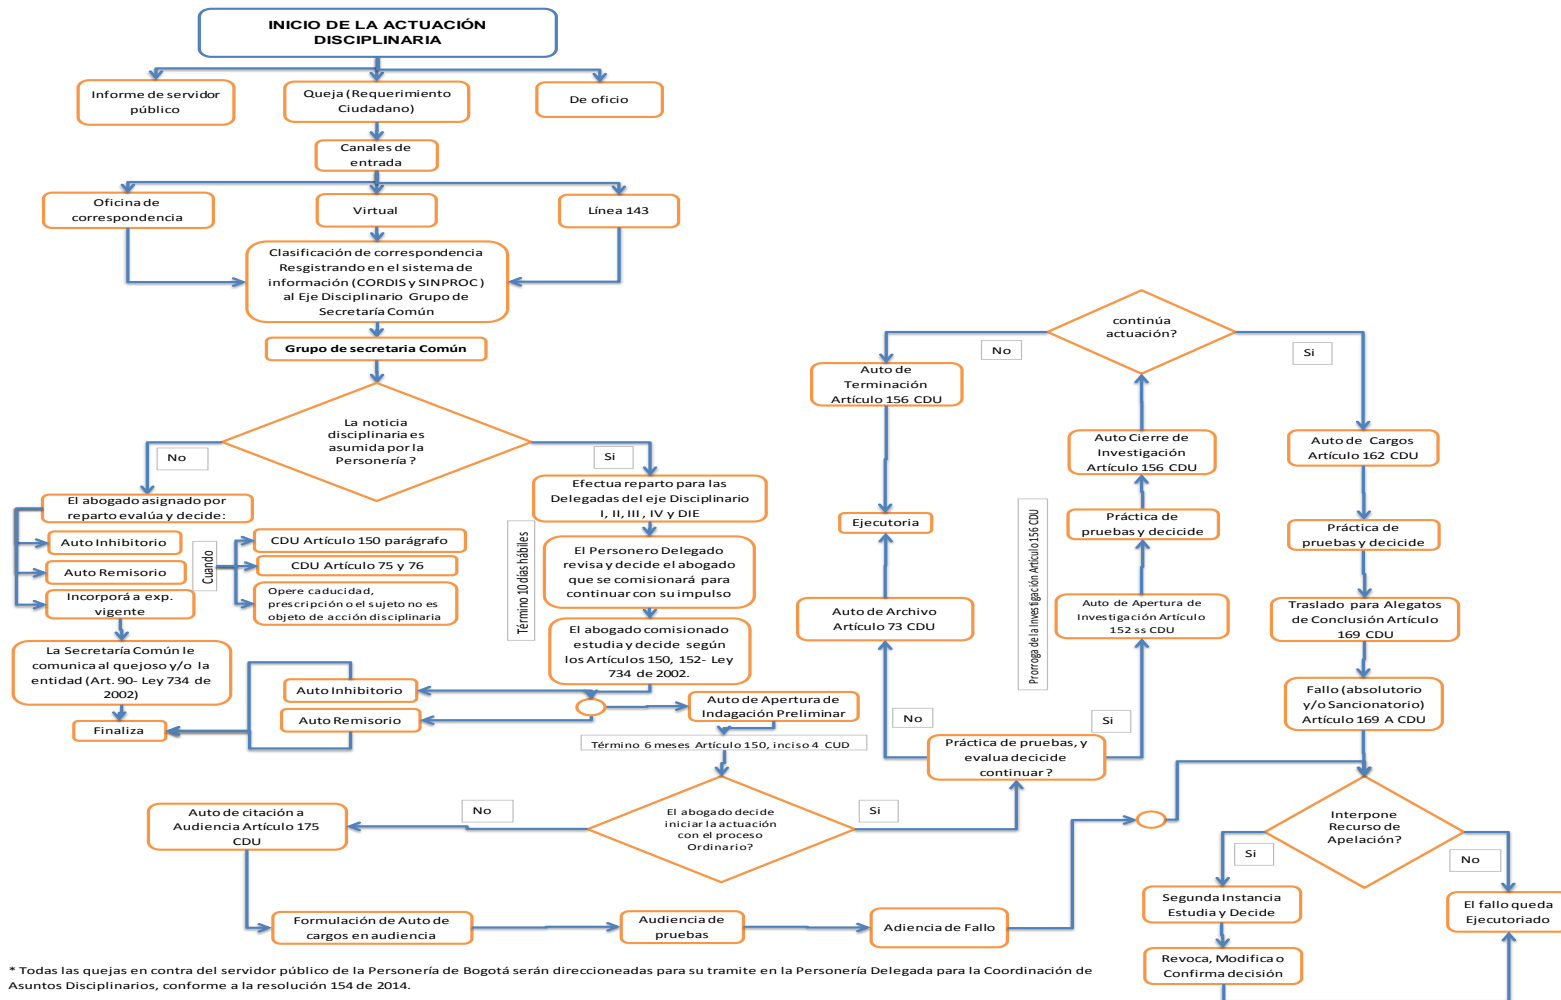 INICIO DE LA ACTUACIÓN
DISCIPLINARIA
Informe de servidor
público
Queja (Requerimiento
Ciudadano)
De oficio
Canales de
entrada
Oficina de
correspondencia
Virtual
Línea 143
Clasificación de correspondencia
Resgistrando en el sistema de
información (CORDIS y SINPROC )
al Eje Disciplinario Grupo de
Secretaría Común
Grupo de secretaria Común
La noticia
disciplinaria es
asumida por la
Personería ?
No
Si
El abogado asignado por
reparto evalúa y decide:
Auto Inhibitorio
Auto Remisorio
Incorporá a exp.
vigente
Cuando
CDU Artículo 150 parágrafo
CDU Artículo 75 y 76
Opere caducidad,
prescripción o el sujeto no es
objeto de acción disciplinaria
La Secretaría Común le
comunica al quejoso y/o la
entidad (Art. 90- Ley 734 de
2002)
Finaliza
Efectua reparto para las
Delegadas del eje Disciplinario
I, II, III , IV y DIE
Término 10 días hábiles
El Personero Delegado
revisa y decide el abogado
que se comisionará para
continuar con su impulso
El abogado comisionado
estudia y decide según
los Artículos 150, 152- Ley
734 de 2002.
Auto Inhibitorio
Auto Remisorio
Auto de Apertura de
Indagación Preliminar
Término 6 meses Artículo 150, inciso 4 CUD
El abogado decide
iniciar la actuación
con el proceso
Ordinario?
No
Si
Auto de citación a
Audiencia Artículo 175
CDU
Formulación de Auto de
cargos en audiencia
Audiencia de
pruebas
Adiencia de Fallo
Práctica de pruebas, y
evalua decicide
continuar ?
No
Si
Auto de Archivo
Artículo 73 CDU
Ejecutoria
Auto de
Terminación
Artículo 156 CDU
Auto de Apertura de
Investigación Artículo
152 ss CDU
Prorroga de la Investigación Artículo 156 CDU
Práctica de
pruebas y decicide
Auto Cierre de
Investigación
Artículo 156 CDU
continúa
actuación?
No
Si
Auto de Cargos
Artículo 162 CDU
Práctica de
pruebas y decicide
Traslado para Alegatos
de Conclusión Artículo
169 CDU
Fallo (absolutorio
y/o Sancionatorio)
Artículo 169 A CDU
Interpone
Recurso de
Apelación?
Si
No
Segunda Instancia
Estudia y Decide
Revoca, Modifica o
Confirma decisión
El fallo queda
Ejecutoriado
* Todas las quejas en contra del servidor público de la Personería de Bogotá serán direccioneadas para su tramite en la Personería Delegada para la Coordinación de
Asuntos Disciplinarios, conforme a la resolución 154 de 2014.